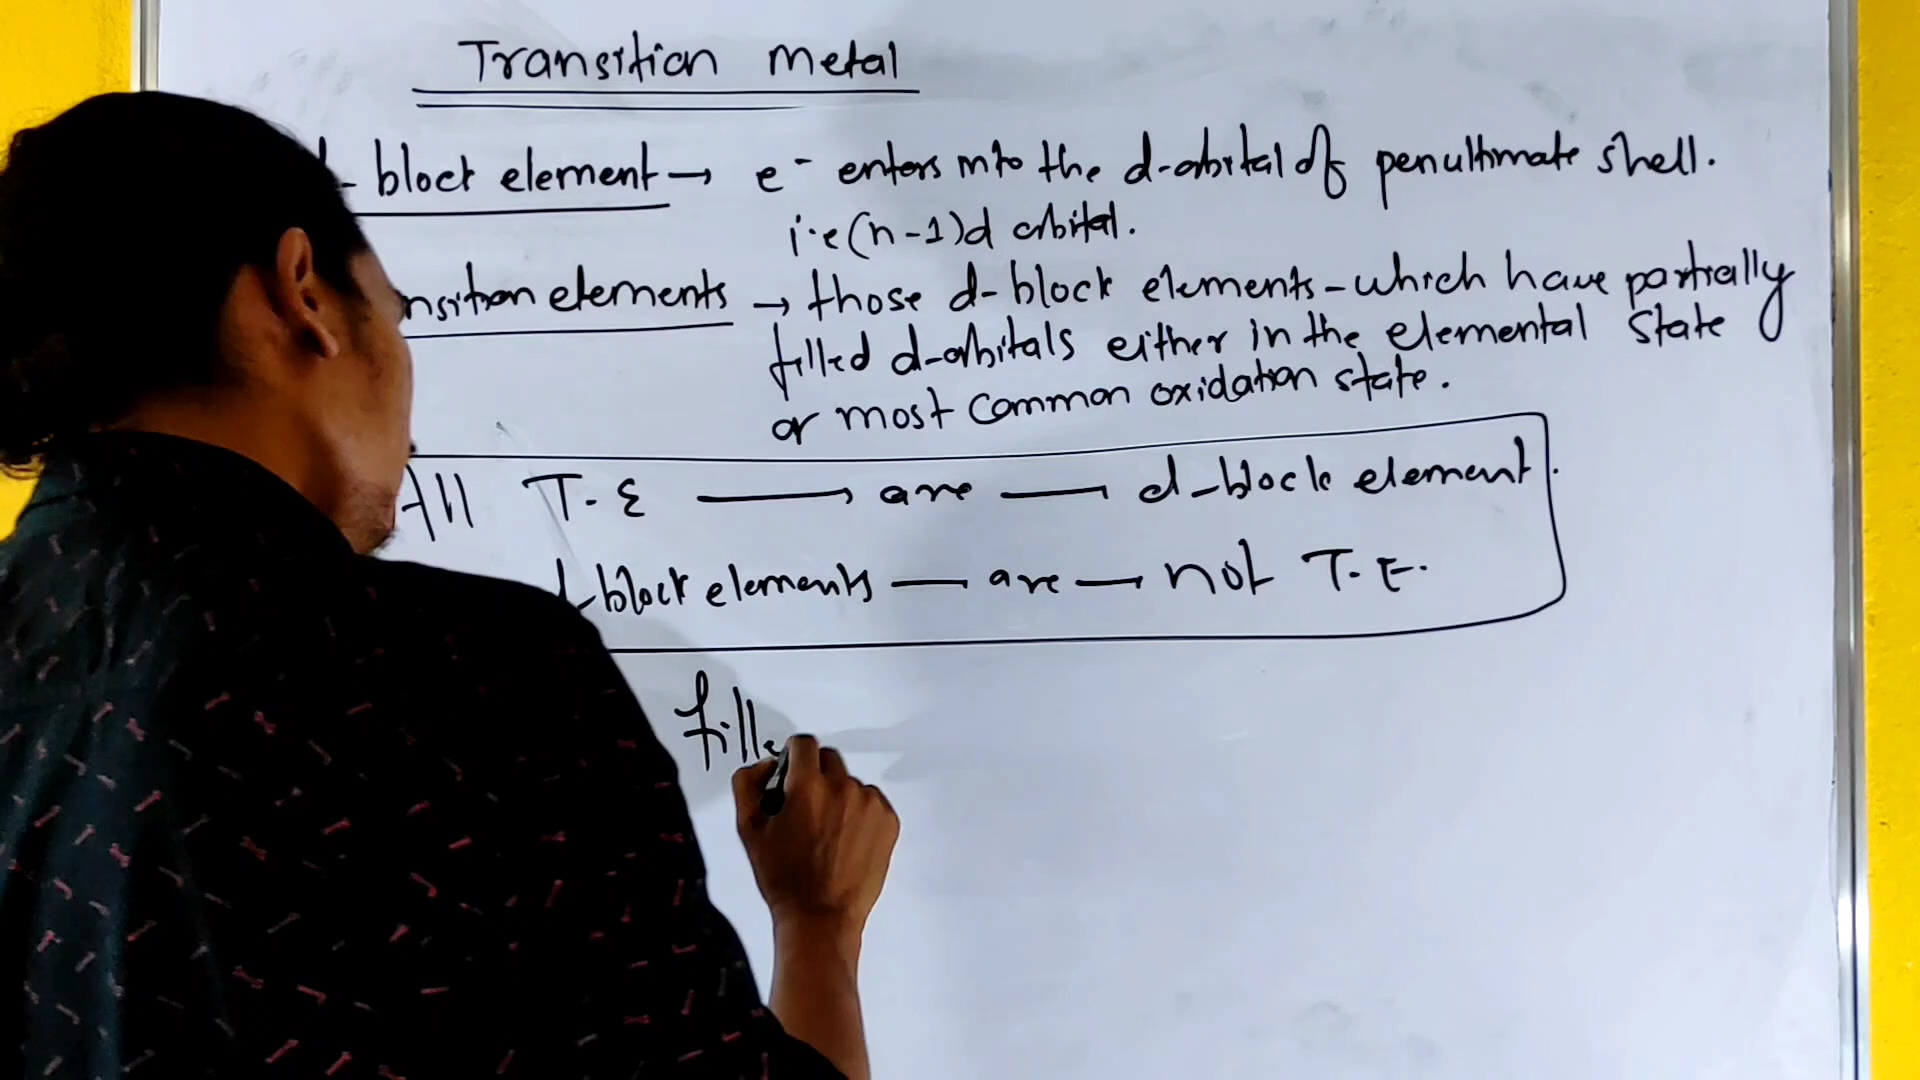 Transition metal
- block element → e⁻ enters into the d-orbital of penultimate shell.
i.e (n-1)d orbital.
nsition elements → those d-block elements - which have partially
filled d-orbitals either in the elemental state
or most common oxidation state.
All T.E → are — d-block element.
d-block elements — are — not T.E.
fille